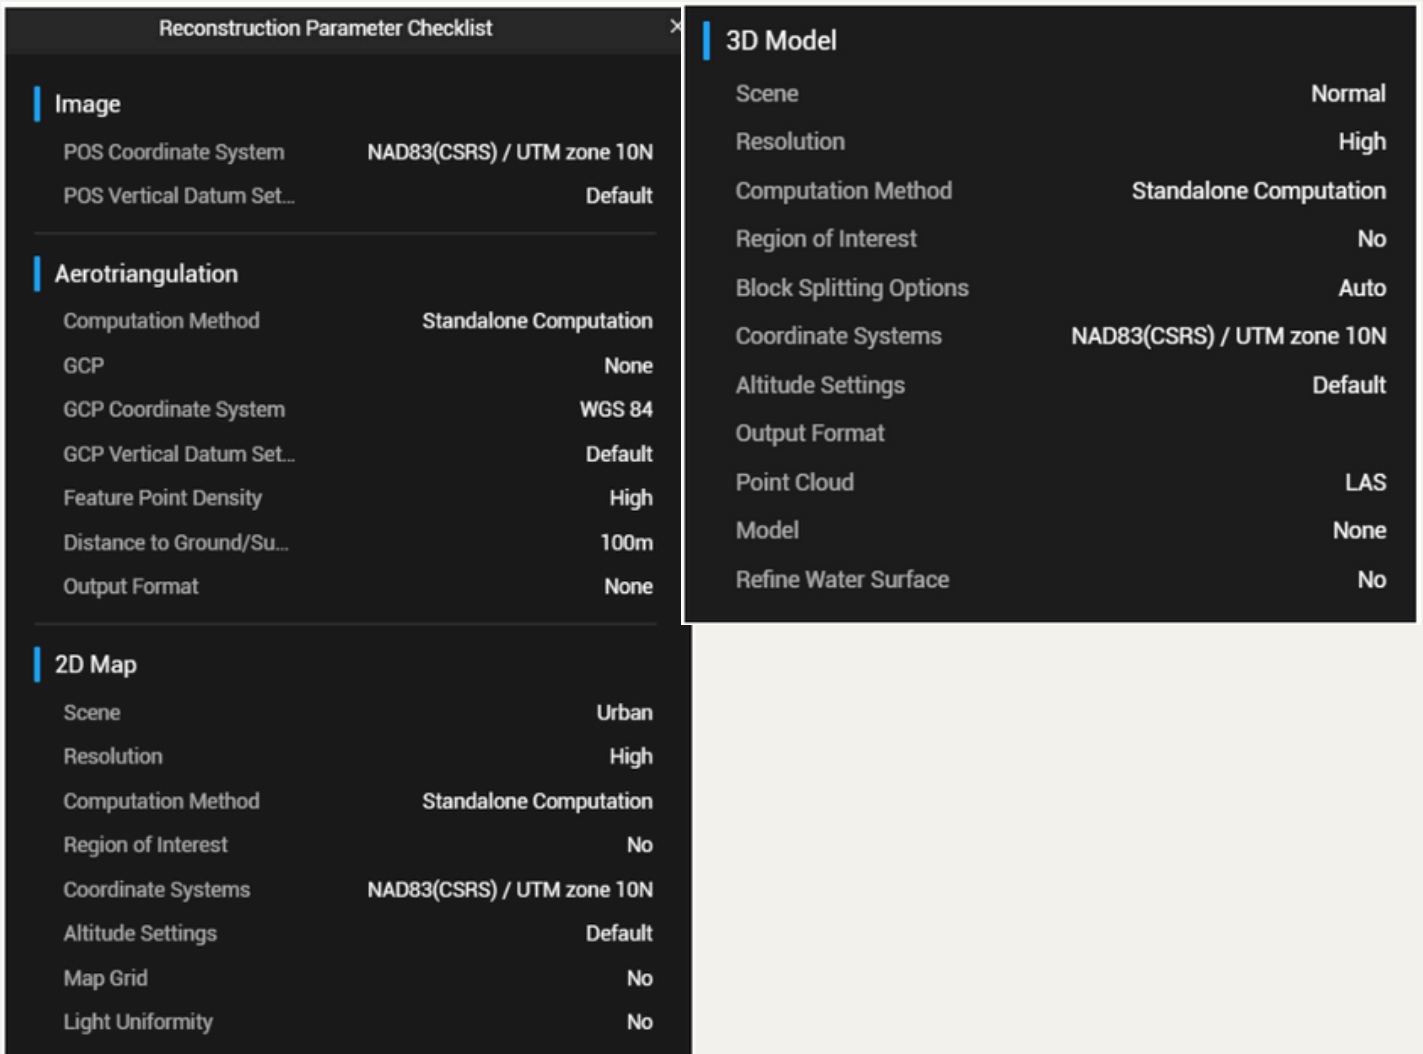 Reconstruction Parameter Checklist ×
Image
POS Coordinate System NAD83(CSRS) / UTM zone 10N
POS Vertical Datum Set... Default
Aerotriangulation
Computation Method Standalone Computation
GCP None
GCP Coordinate System WGS 84
GCP Vertical Datum Set... Default
Feature Point Density High
Distance to Ground/Su... 100m
Output Format None
2D Map
Scene Urban
Resolution High
Computation Method Standalone Computation
Region of Interest No
Coordinate Systems NAD83(CSRS) / UTM zone 10N
Altitude Settings Default
Map Grid No
Light Uniformity No
3D Model
Scene Normal
Resolution High
Computation Method Standalone Computation
Region of Interest No
Block Splitting Options Auto
Coordinate Systems NAD83(CSRS) / UTM zone 10N
Altitude Settings Default
Output Format
Point Cloud LAS
Model None
Refine Water Surface No